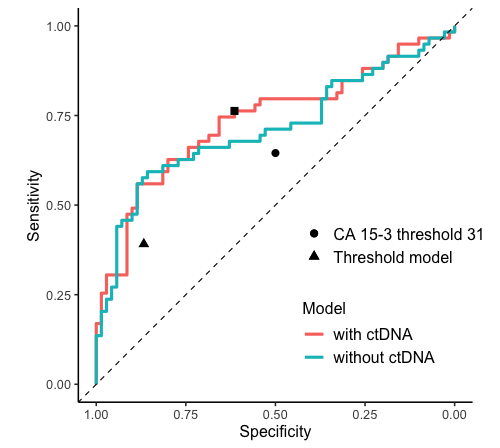 1.00
0.75
0.50
0.25
0.00
Sensitivity
CA 15-3 threshold 31
Threshold model
Model
with ctDNA
without ctDNA
1.00 0.75 0.50 0.25 0.00
Specificity